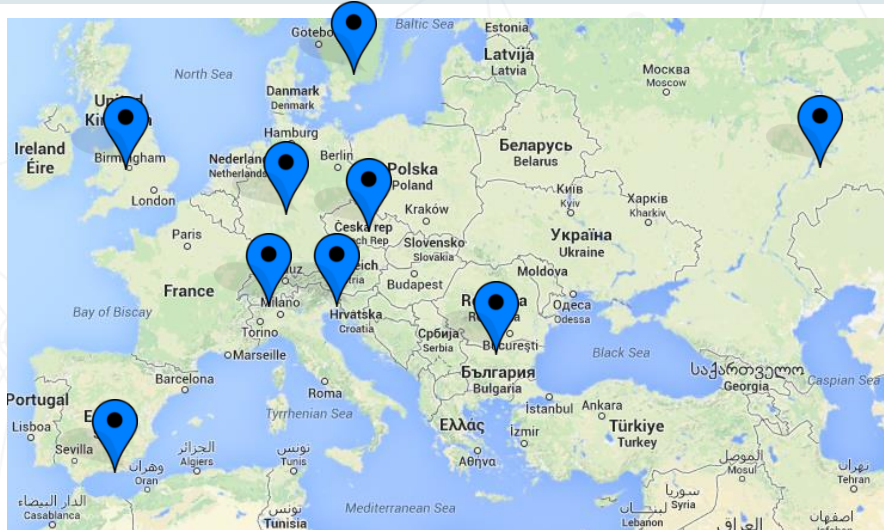 Baltic Sea
Estonia
Latvija
Latvia
Москва
Moscow
North Sea
Danmark
Denmark
Ireland
Éire
Birmingham
Hamburg
Nederland
Netherlands
Berlin
Polska
Poland
Беларусь
Belarus
London
Київ
Kyiv
Харків
Kharkiv
Kraków
Česká rep
Україна
Ukraine
Paris
Slovensko
Slovakia
Moldova
Budapest
France
Bay of Biscay
Milano
Torino
Hrvatska
Croatia
Одеса
Odessa
Србија
Serbia
București
Black Sea
Marseille
България
Bulgaria
საქართველო
Georgia
Caspian Sea
Barcelona
Roma
Portugal
Lisboa
Sevilla
Tyrrhenian Sea
İstanbul
Ankara
Türkiye
Turkey
Ελλάς
İzmir
Αθήνα
الجزائر
Algiers
وهران
Oran
تونس
Tunis
الموصل
Mosul
تهران
Tehran
سوريا
Syria
الدار البيضاء
Casablanca
تونس
Tunisia
Mediterranean Sea
لبنان
Lebanon
العراق
اصفهان